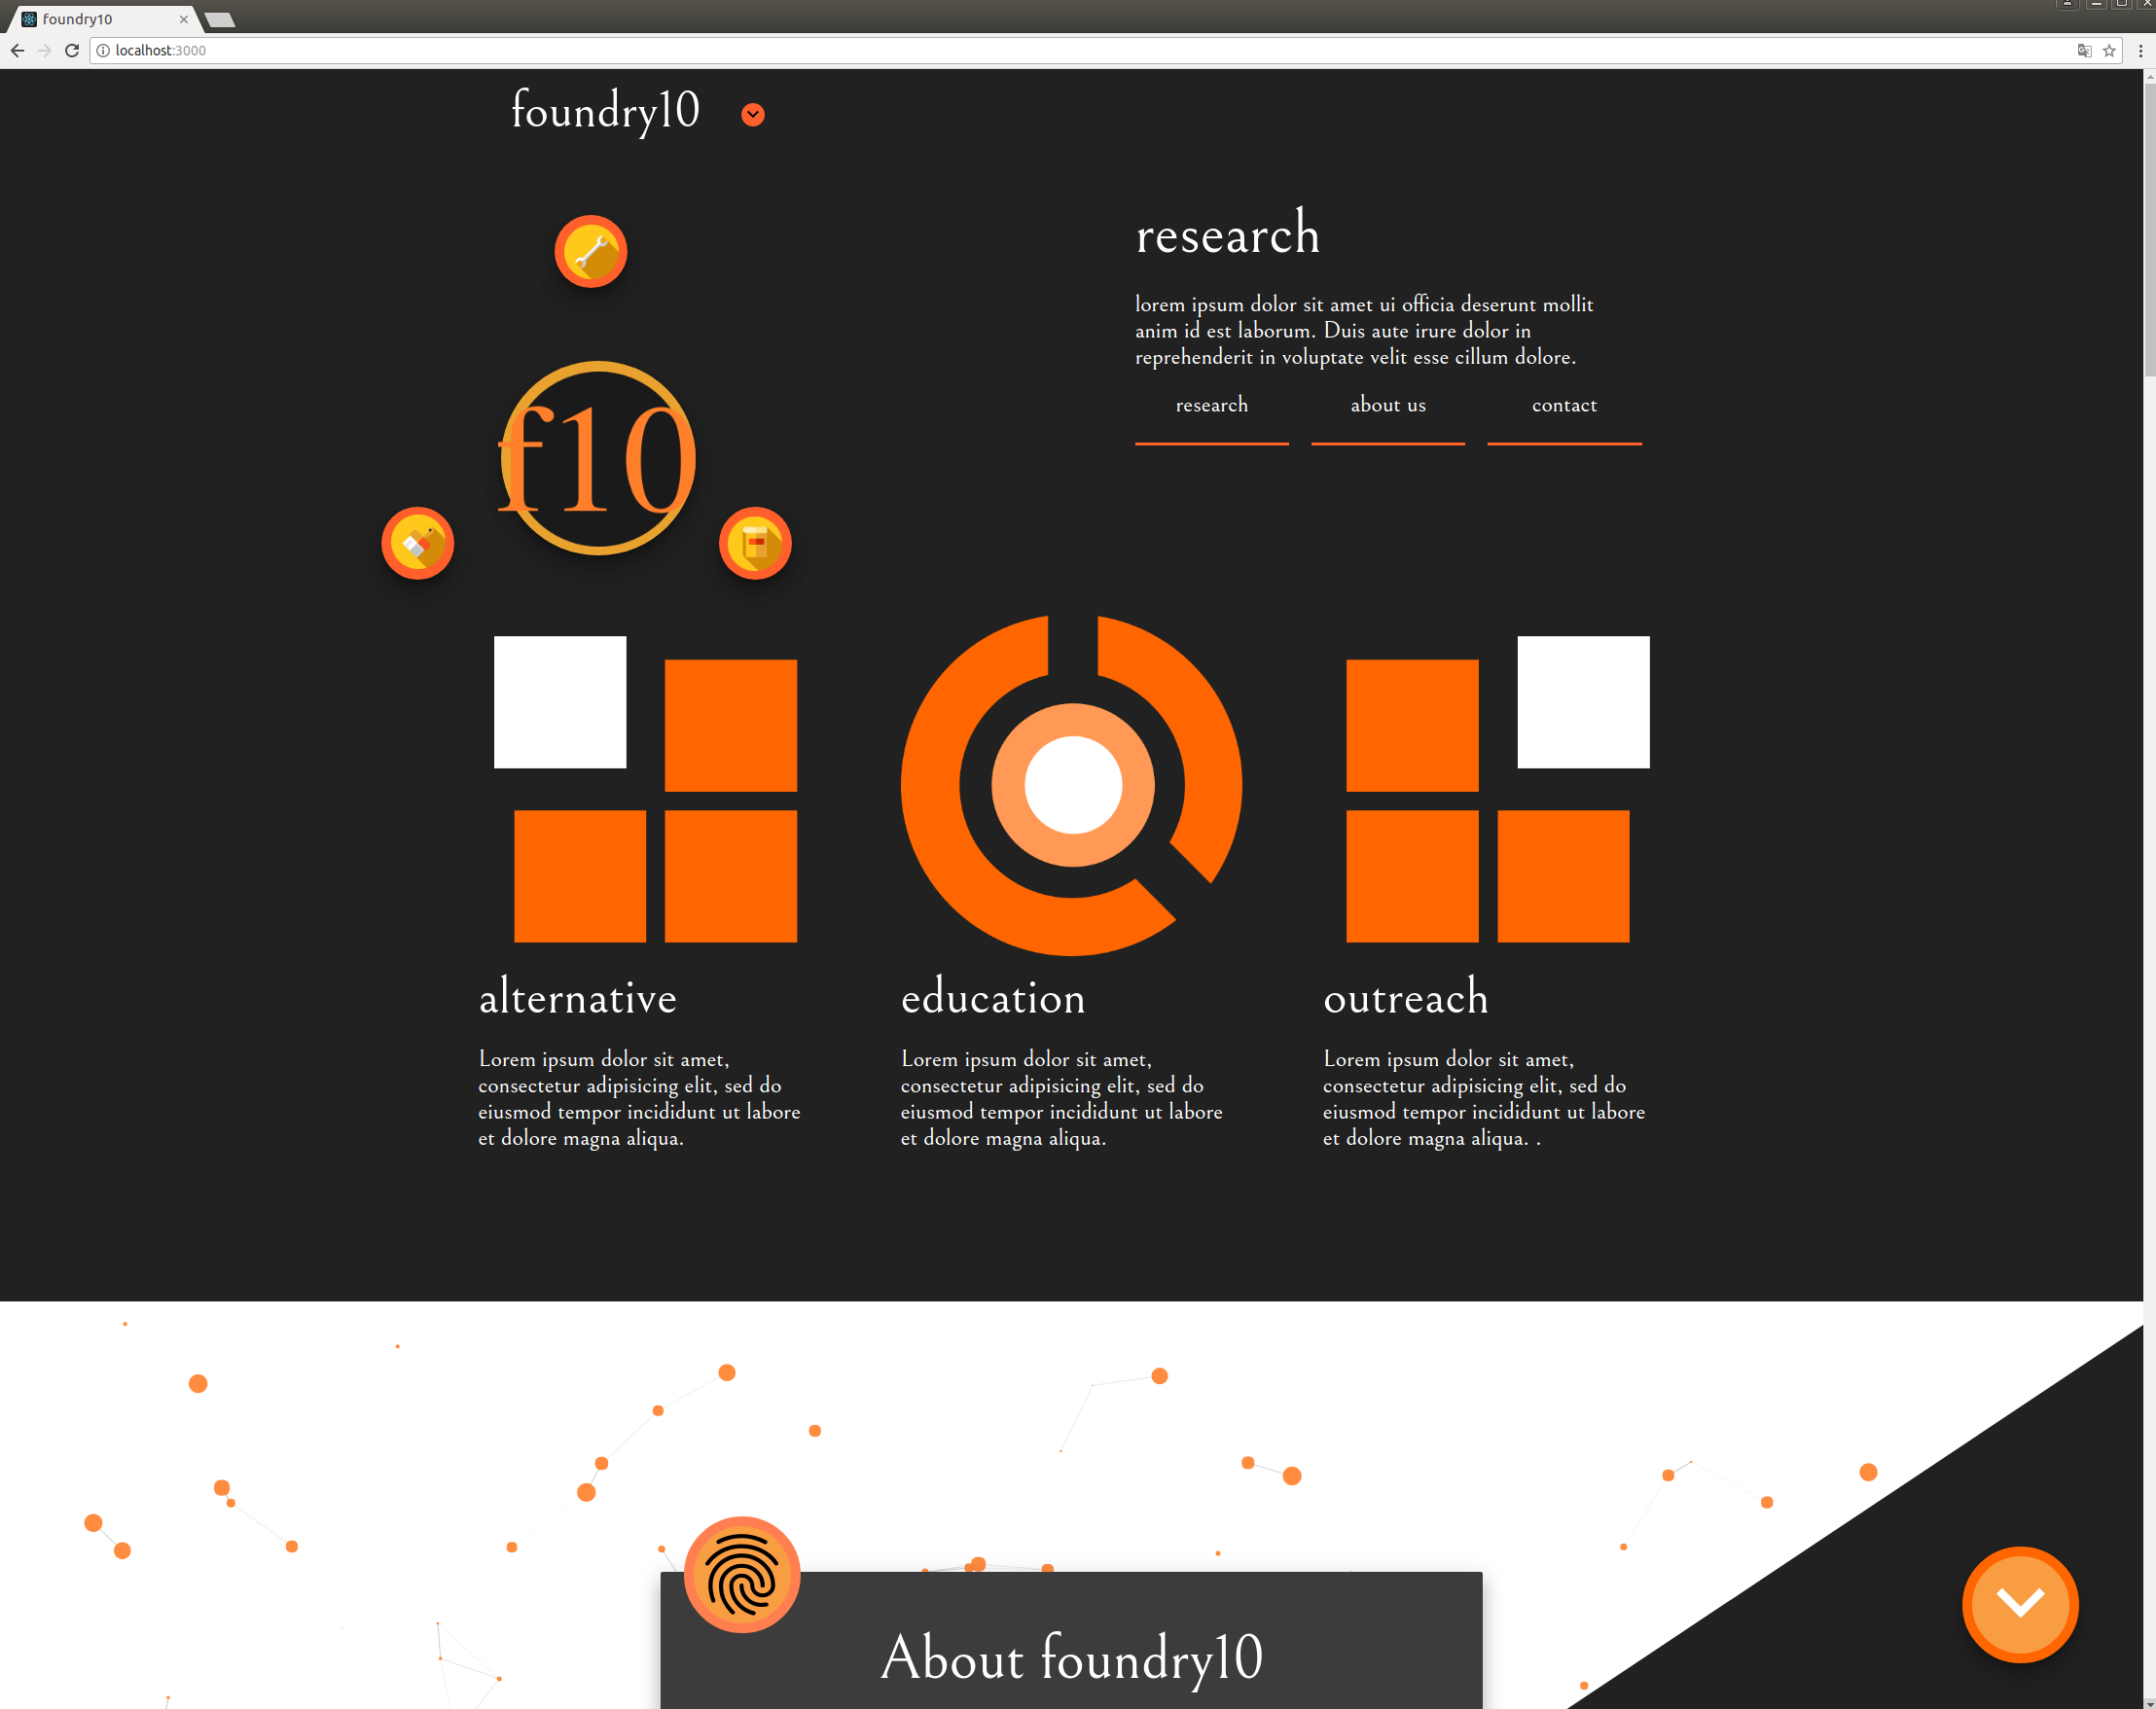 foundry10
localhost:3000
foundry10
research
lorem ipsum dolor sit amet ui officia deserunt mollit
anim id est laborum. Duis aute irure dolor in
reprehenderit in voluptate velit esse cillum dolore.
research about us contact
f10
alternative
Lorem ipsum dolor sit amet,
consectetur adipisicing elit, sed do
eiusmod tempor incididunt ut labore
et dolore magna aliqua.
education
Lorem ipsum dolor sit amet,
consectetur adipisicing elit, sed do
eiusmod tempor incididunt ut labore
et dolore magna aliqua.
outreach
Lorem ipsum dolor sit amet,
consectetur adipisicing elit, sed do
eiusmod tempor incididunt ut labore
et dolore magna aliqua. .
About foundry10